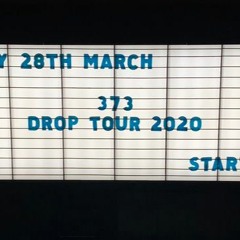 Y 28TH MARCH
373
DROP TOUR 2020
STAR